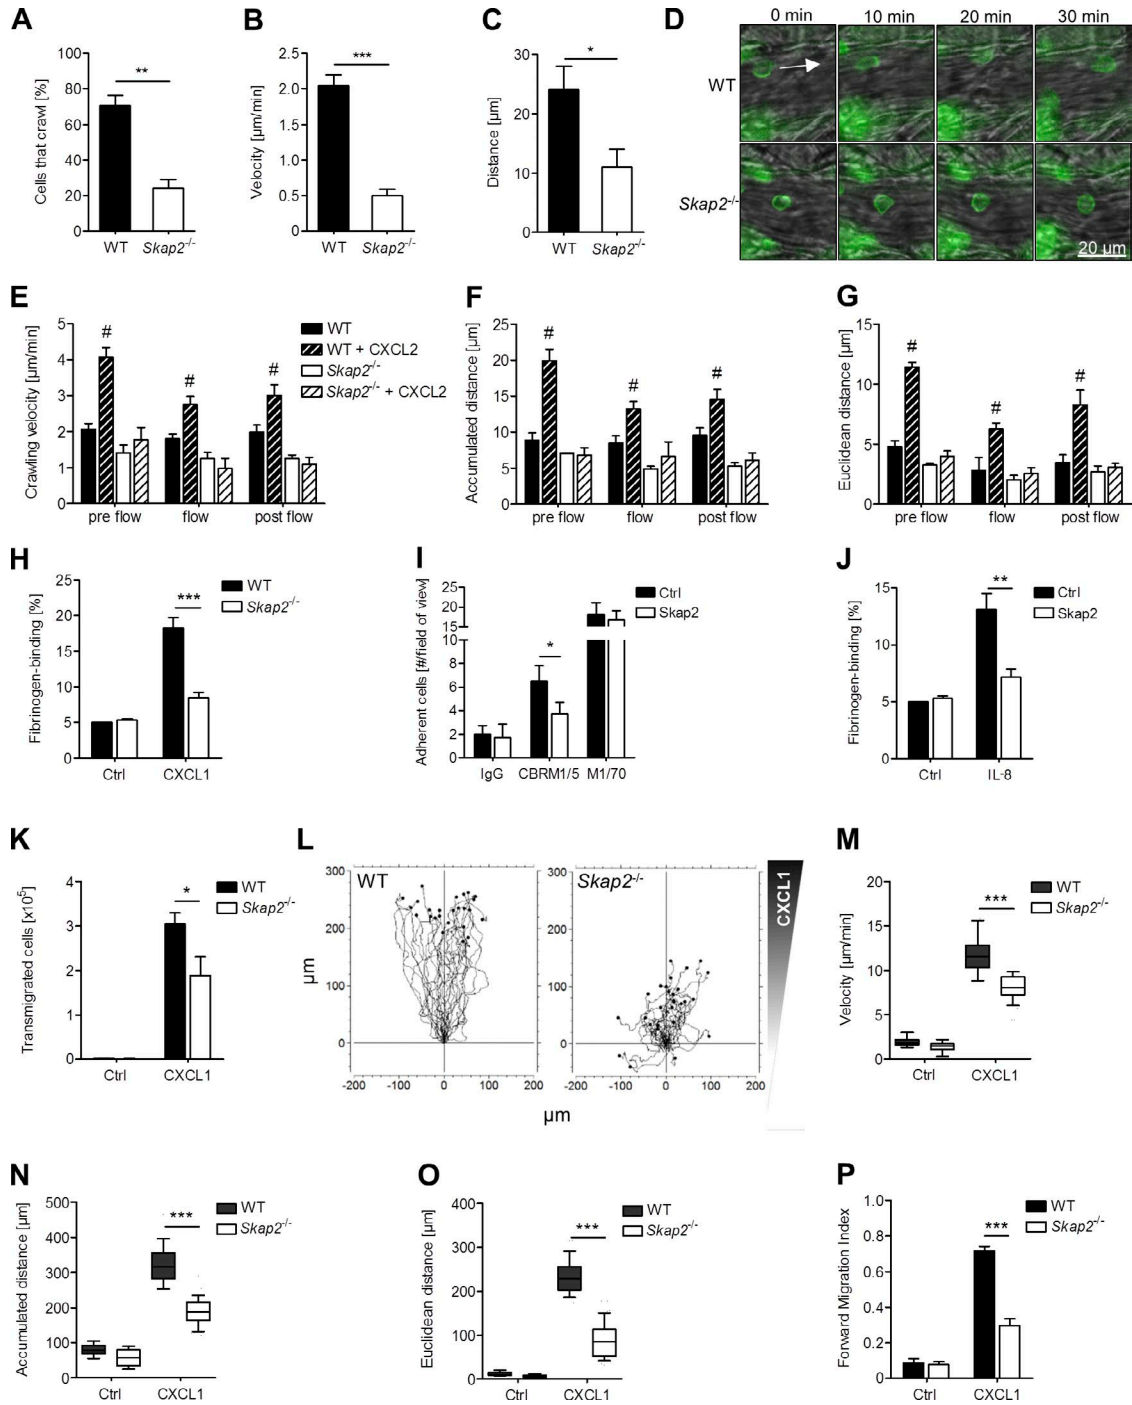 A
Cells that crawl [%]
100
80
60
40
20
0
**
WT
Skap2-/-
B
Velocity [µm/min]
2.5
2.0
1.5
1.0
0.5
0.0
***
WT
Skap2-/-
C
Distance [µm]
30
20
10
0
*
WT
Skap2-/-
D
0 min
10 min
20 min
30 min
WT
Skap2-/-
20 µm
E
Crawling velocity [µm/min]
5
4
3
2
1
0
#
#
#
pre flow
flow
post flow
WT
WT + CXCL2
Skap2-/-
Skap2-/- + CXCL2
F
Accumulated distance [µm]
25
20
15
10
5
0
#
#
#
pre flow
flow
post flow
G
Euclidean distance [µm]
15
10
5
0
#
#
#
pre flow
flow
post flow
H
Fibrinogen-binding [%]
25
20
15
10
5
0
***
Ctrl
CXCL1
WT
Skap2-/-
I
Adherent cells [#/field of view]
25
20
15
10
8
6
4
2
0
*
IgG
CBRM1/5
M1/70
Ctrl
Skap2
J
Fibrinogen-binding [%]
15
10
5
0
**
Ctrl
IL-8
Ctrl
Skap2
K
Transmigrated cells [x10⁵]
4
3
2
1
0
*
Ctrl
CXCL1
WT
Skap2-/-
L
WT
300
200
100
0
-200
-100
0
100
200
µm
Skap2-/-
300
200
100
0
-200
-100
0
100
200
µm
CXCL1
M
Velocity [µm/min]
20
15
10
5
0
***
Ctrl
CXCL1
WT
Skap2-/-
N
Accumulated distance [µm]
500
400
300
200
100
0
***
Ctrl
CXCL1
WT
Skap2-/-
O
Euclidean distance [µm]
400
300
200
100
0
***
Ctrl
CXCL1
WT
Skap2-/-
P
Forward Migration Index
1.0
0.8
0.6
0.4
0.2
0
***
Ctrl
CXCL1
WT
Skap2-/-